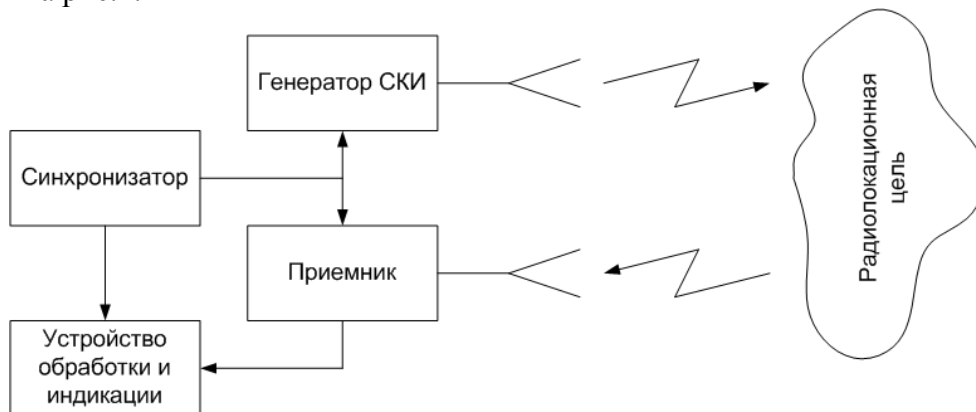 Генератор СКИ
Синхронизатор
Приемник
Устройство
обработки и
индикации
Радиолокационная
цель